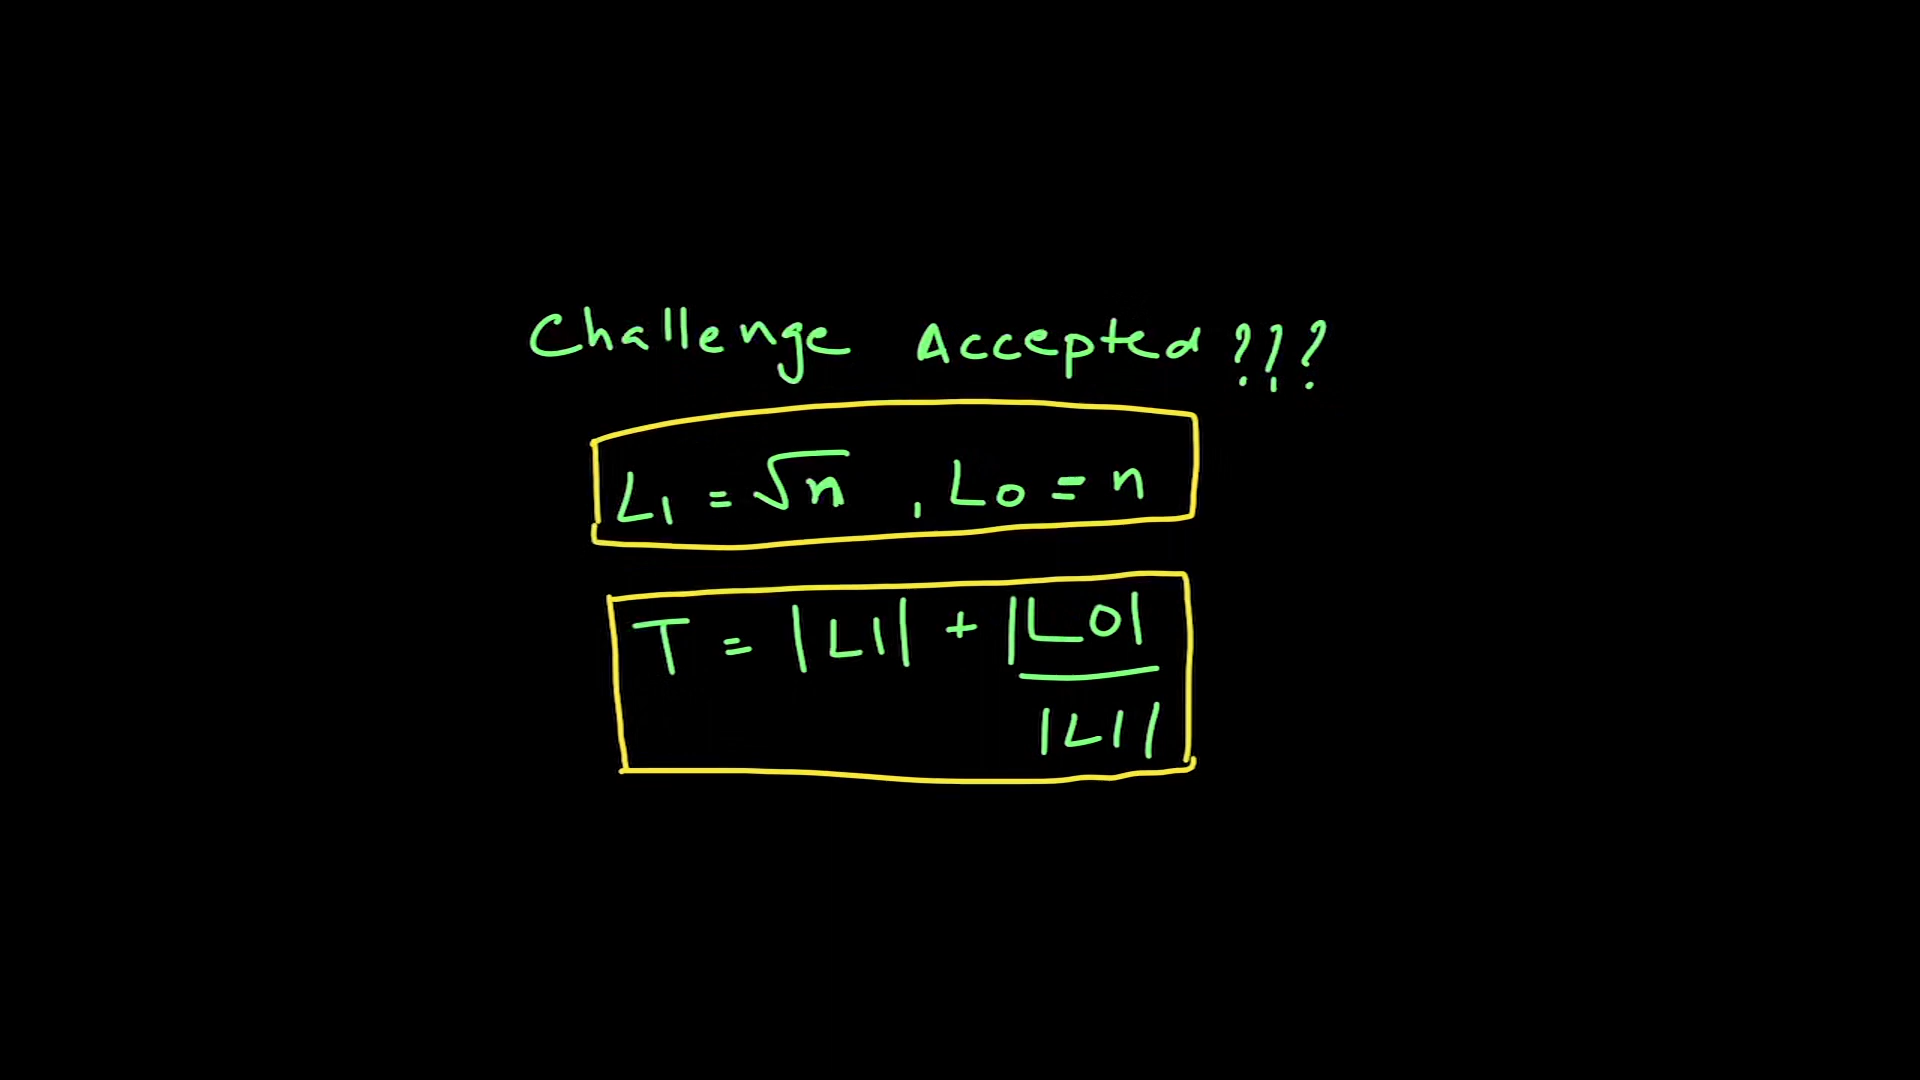 Challenge Accepted???
L1 = √n , L0 = n
T = |L1| + |L0|
|L1|